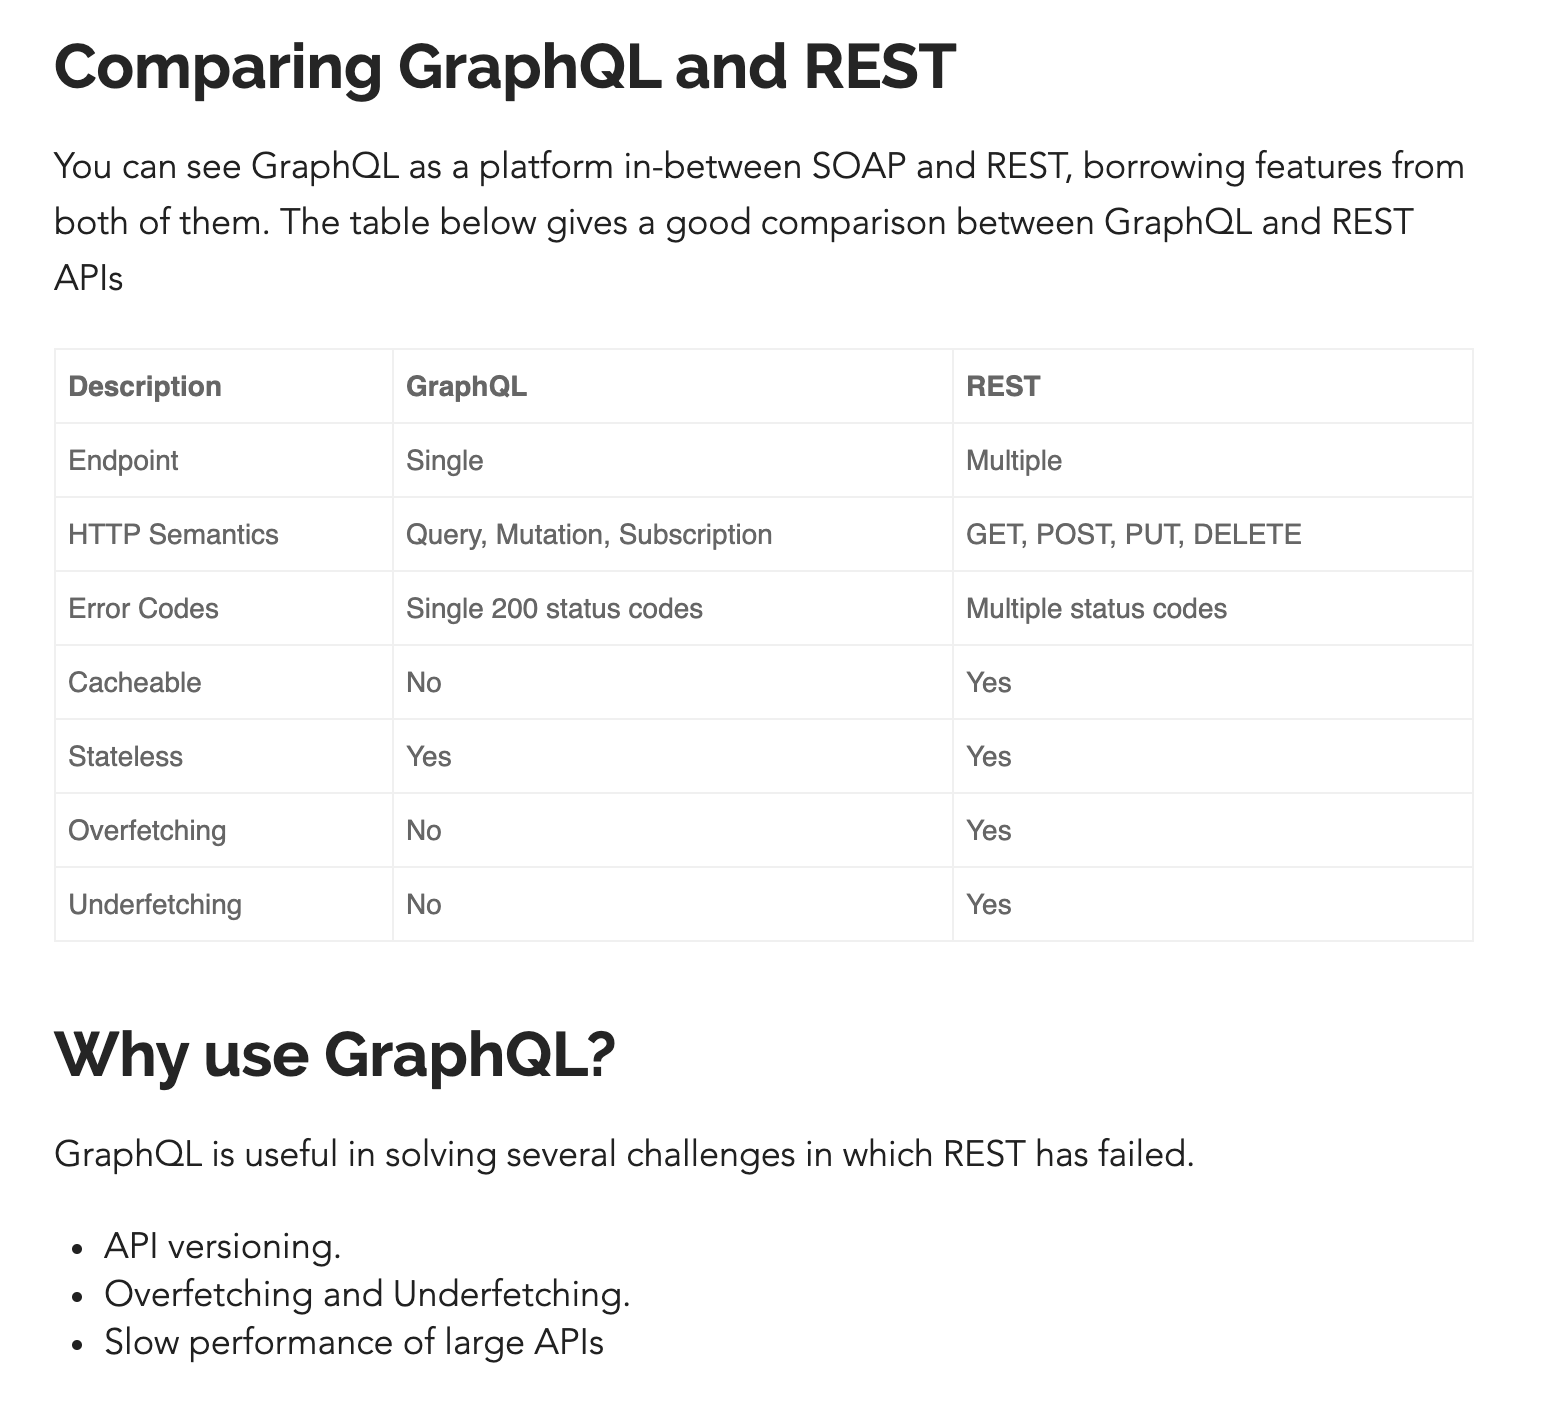 Comparing GraphQL and REST
You can see GraphQL as a platform in-between SOAP and REST, borrowing features from
both of them. The table below gives a good comparison between GraphQL and REST
APIs
Description GraphQL REST
Endpoint Single Multiple
HTTP Semantics Query, Mutation, Subscription GET, POST, PUT, DELETE
Error Codes Single 200 status codes Multiple status codes
Cacheable No Yes
Stateless Yes Yes
Overfetching No Yes
Underfetching No Yes
Why use GraphQL?
GraphQL is useful in solving several challenges in which REST has failed.
• API versioning.
• Overfetching and Underfetching.
• Slow performance of large APIs